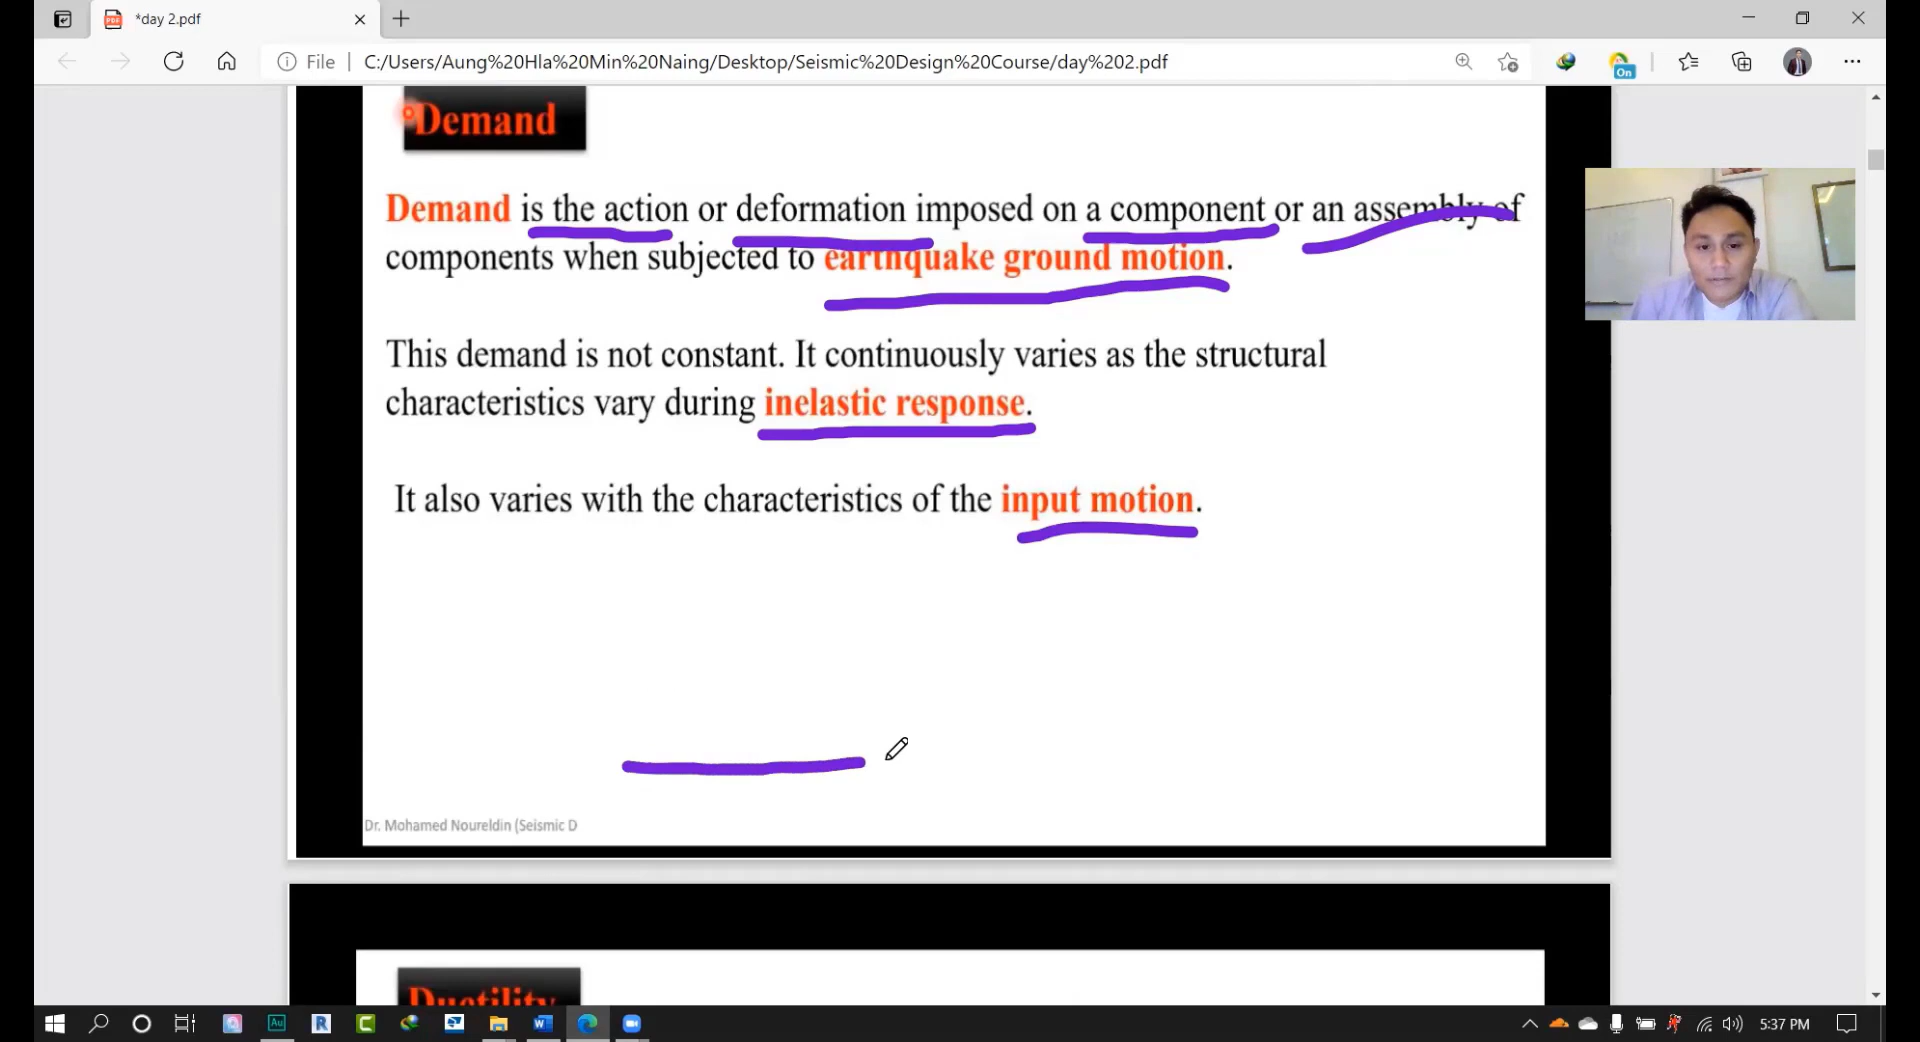 *day 2.pdf
File
C:/Users/Aung%20Hla%20Min%20Naing/Desktop/Seismic%20Design%20Course/day%202.pdf
On
Demand
Demand is the action or deformation imposed on a component or an assembly of
components when subjected to earthquake ground motion.
This demand is not constant. It continuously varies as the structural
characteristics vary during inelastic response.
It also varies with the characteristics of the input motion.
Dr. Mohamed Noureldin (Seismic D
Ductility
5:37 PM